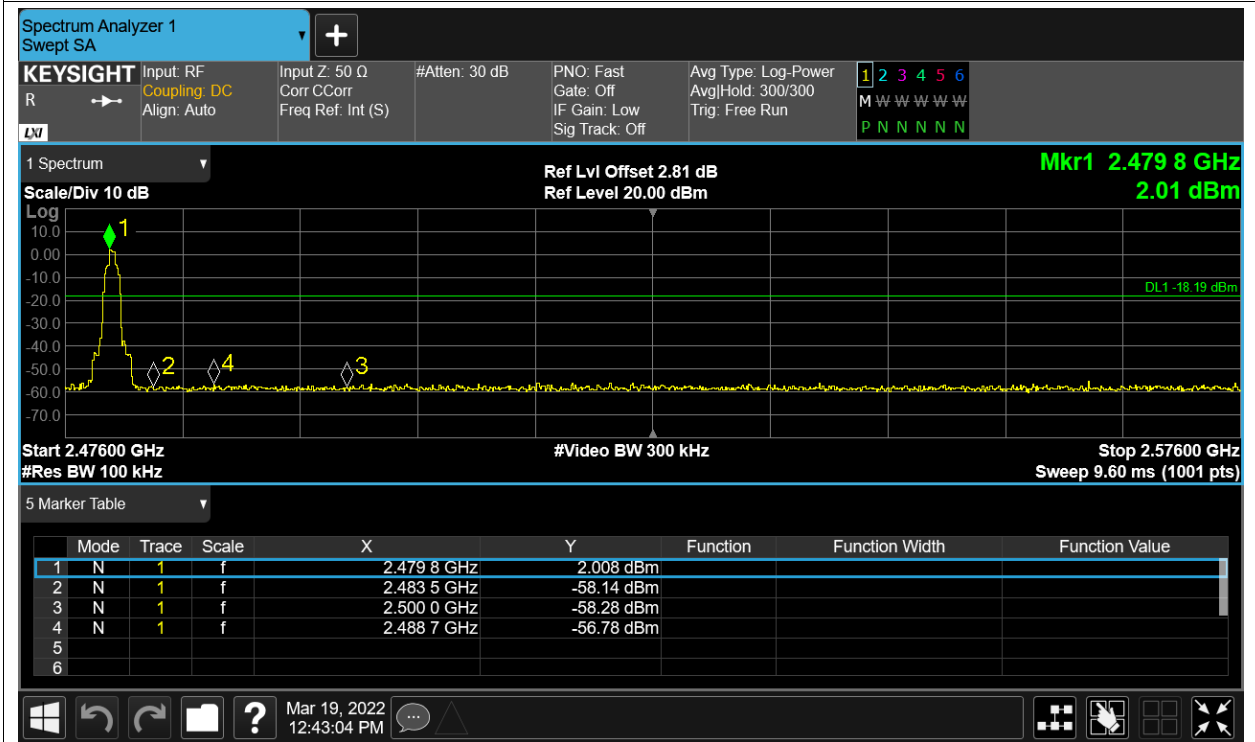 Spectrum Analyzer 1
Swept SA
+
KEYSIGHT
R
LXI
Input: RF
Coupling: DC
Align: Auto
Input Z: 50 Ω
Corr CCorr
Freq Ref: Int (S)
#Atten: 30 dB
PNO: Fast
Gate: Off
IF Gain: Low
Sig Track: Off
Avg Type: Log-Power
Avg|Hold: 300/300
Trig: Free Run
1 2 3 4 5 6
M W W W W W
P N N N N N
1 Spectrum
Scale/Div 10 dB
Ref Lvl Offset 2.81 dB
Ref Level 20.00 dBm
Mkr1 2.479 8 GHz
2.01 dBm
Log
10.0
0.00
-10.0
-20.0
-30.0
-40.0
-50.0
-60.0
-70.0
1
DL1 -18.19 dBm
2 4 3
Start 2.47600 GHz #Video BW 300 kHz Stop 2.57600 GHz
#Res BW 100 kHz Sweep 9.60 ms (1001 pts)
5 Marker Table
Mode Trace Scale X Y Function Function Width Function Value
1 N 1 f 2.479 8 GHz 2.008 dBm
2 N 1 f 2.483 5 GHz -58.14 dBm
3 N 1 f 2.500 0 GHz -58.28 dBm
4 N 1 f 2.488 7 GHz -56.78 dBm
5
6
?
Mar 19, 2022
12:43:04 PM